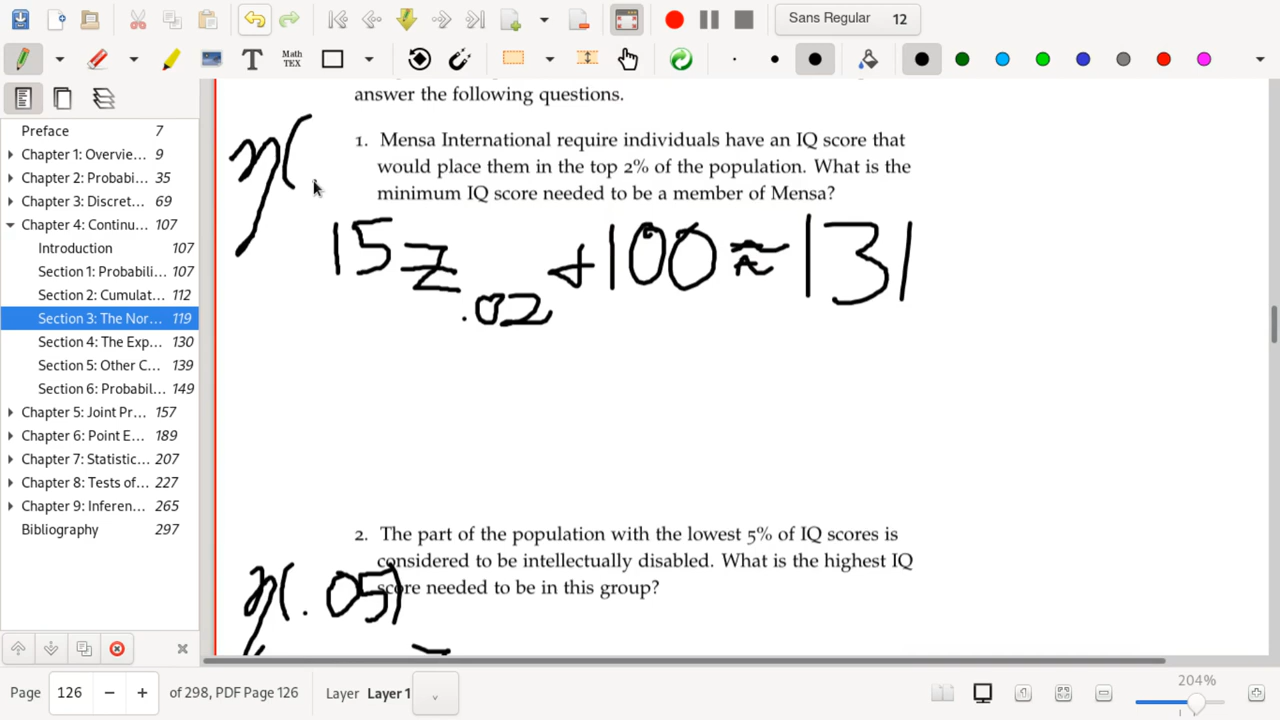 Sans Regular 12
Math
TEX
Preface 7
Chapter 1: Overvie... 9
Chapter 2: Probabi... 35
Chapter 3: Discret... 69
Chapter 4: Continu... 107
Introduction 107
Section 1: Probabili... 107
Section 2: Cumulat... 112
Section 3: The Nor... 119
Section 4: The Exp... 130
Section 5: Other C... 139
Section 6: Probabil... 149
Chapter 5: Joint Pr... 157
Chapter 6: Point E... 189
Chapter 7: Statistic... 207
Chapter 8: Tests of... 227
Chapter 9: Inferen... 265
Bibliography 297
answer the following questions.
1. Mensa International require individuals have an IQ score that
would place them in the top 2% of the population. What is the
minimum IQ score needed to be a member of Mensa?
η(.
15z.02 + 100 ≈ 131
2. The part of the population with the lowest 5% of IQ scores is
considered to be intellectually disabled. What is the highest IQ
score needed to be in this group?
η(.05)
Page 126 of 298, PDF Page 126 Layer Layer 1 204%